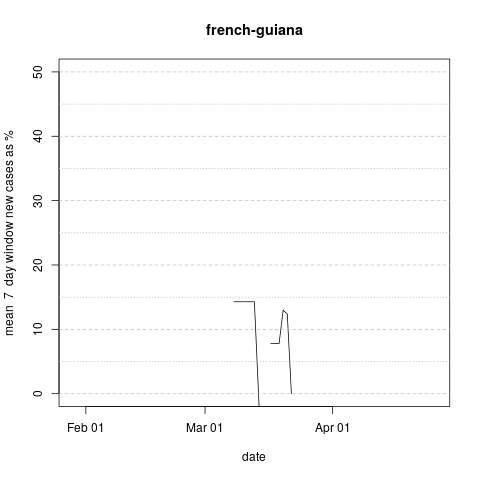 french-guiana
mean 7 day window new cases as %
50
40
30
20
10
0
Feb 01
Mar 01
Apr 01
date